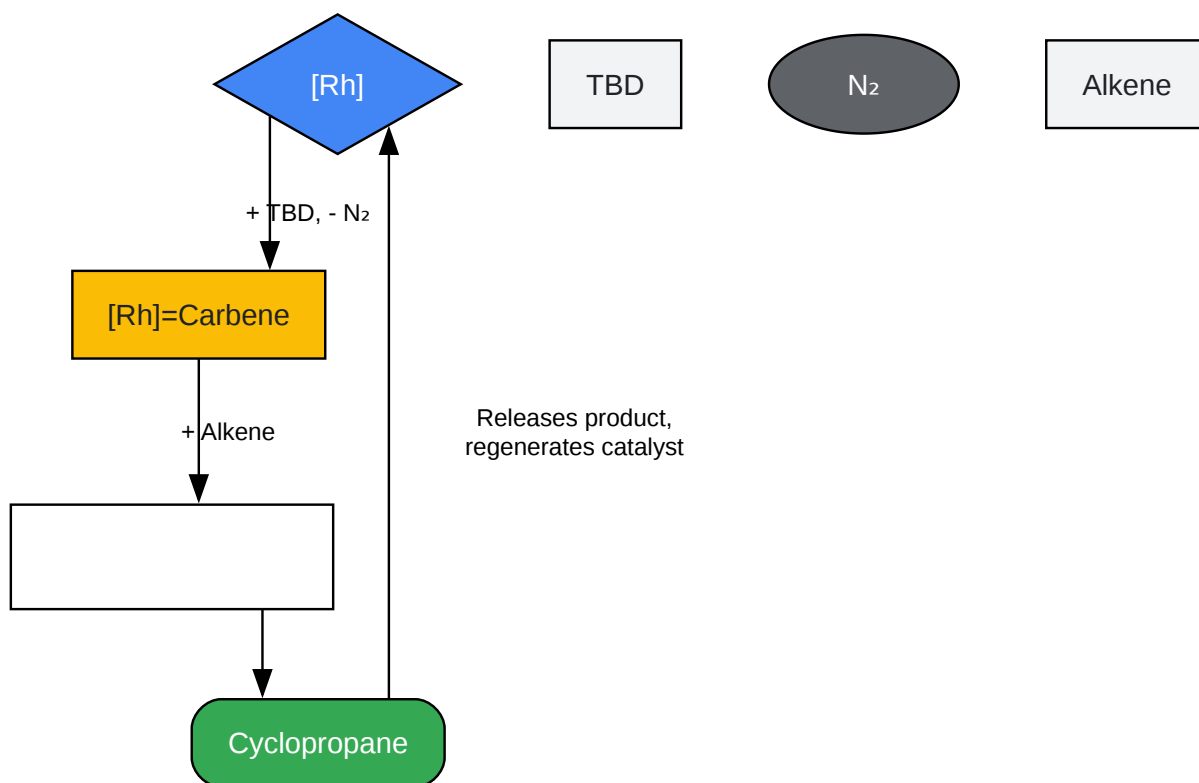 [Rh]
TBD
N₂
Alkene
+ TBD, - N₂
[Rh]=Carbene
Releases product,
regenerates catalyst
+ Alkene
Cyclopropane